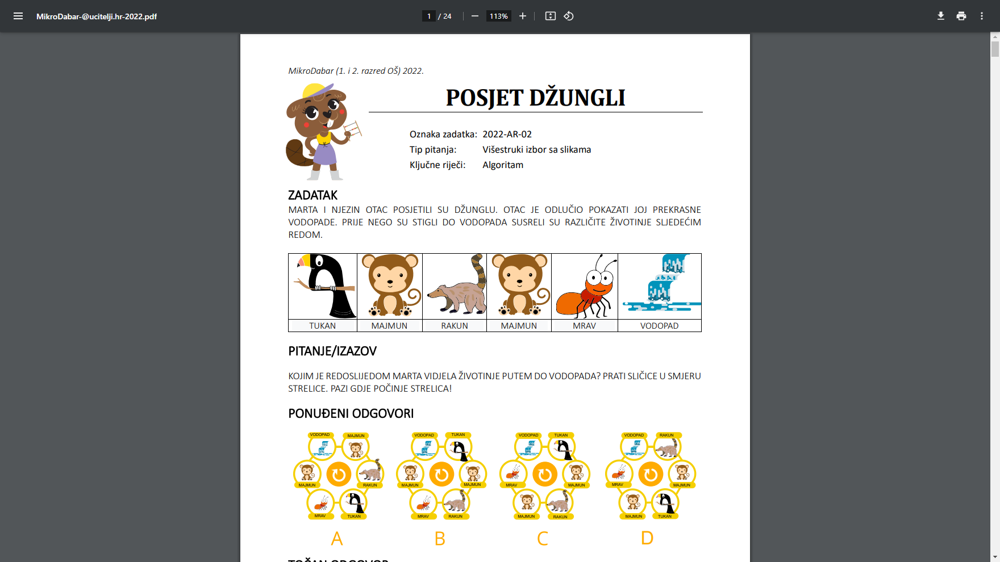 MikroDabar-@ucitelji.hr-2022.pdf
1 / 24
113%
MikroDabar (1. i 2. razred OŠ) 2022.
POSJET DŽUNGLI
Oznaka zadatka: 2022-AR-02
Tip pitanja: Višestruki izbor sa slikama
Ključne riječi: Algoritam
ZADATAK
MARTA I NJEZIN OTAC POSJETILI SU DŽUNGLU. OTAC JE ODLUČIO POKAZATI JOJ PREKRASNE
VODOPADE. PRIJE NEGO SU STIGLI DO VODOPADA SUSRELI SU RAZLIČITE ŽIVOTINJE SLJEDEĆIM
REDOM.
TUKAN MAJMUN RAKUN MAJMUN MRAV VODOPAD
PITANJE/IZAZOV
KOJIM JE REDOSLIJEDOM MARTA VIDJELA ŽIVOTINJE PUTEM DO VODOPADA? PRATI SLIČICE U SMJERU
STRELICE. PAZI GDJE POČINJE STRELICA!
PONUĐENI ODGOVORI
VODOPAD MAJMUN
MAJMUN RAKUN
MRAV TUKAN
A
VODOPAD TUKAN
MAJMUN MAJMUN
MRAV RAKUN
B
VODOPAD TUKAN
MRAV MAJMUN
MAJMUN RAKUN
C
VODOPAD RAKUN
MRAV MAJMUN
MAJMUN TUKAN
D
TOČAN ODGOVOR